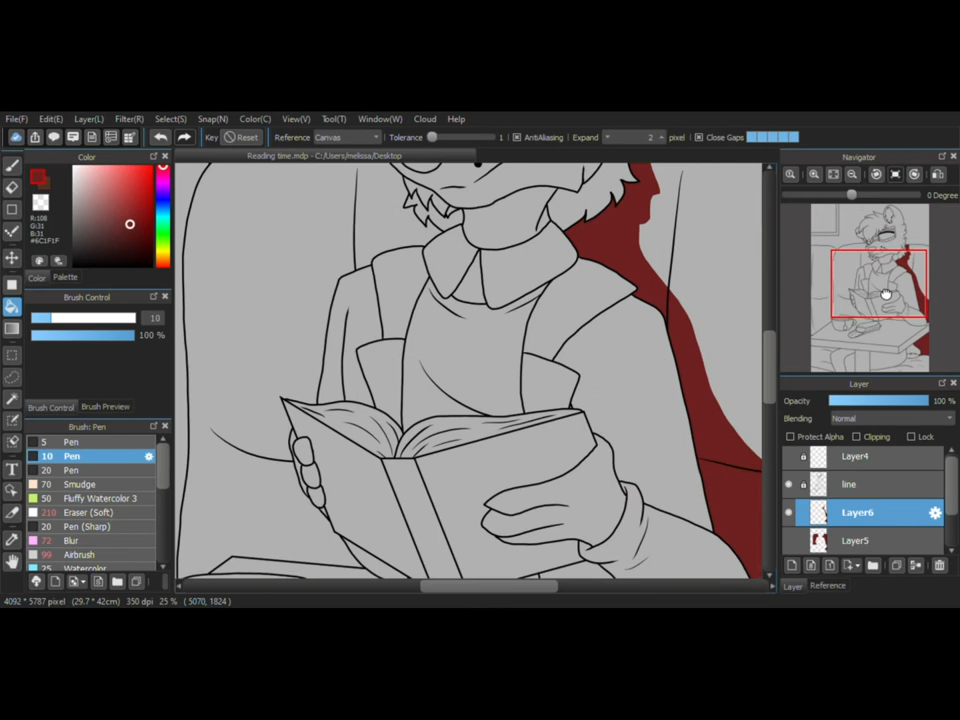 File(F) Edit(E) Layer(L) Filter(R) Select(S) Snap(N) Color(C) View(V) Tool(T) Window(W) Cloud Help
Key Reset Reference Canvas Tolerance 1 AntiAliasing Expand 2 pixel Close Gaps
Color
Reading time.mdp - C:/Users/melissa/Desktop
Navigator
0 Degree
R:108
G:31
B:31
#6C1F1F
Color Palette
Brush Control
10
100 %
Brush Control Brush Preview
Brush: Pen
5 Pen
10 Pen
20 Pen
70 Smudge
50 Fluffy Watercolor 3
210 Eraser (Soft)
20 Pen (Sharp)
72 Blur
99 Airbrush
25 Watercolor
Layer
Opacity 100 %
Blending Normal
Protect Alpha Clipping Lock
Layer4
line
Layer6
Layer5
Layer Reference
4092 * 5787 pixel (29.7 * 42cm) 350 dpi 25 % ( 5070, 1824 )